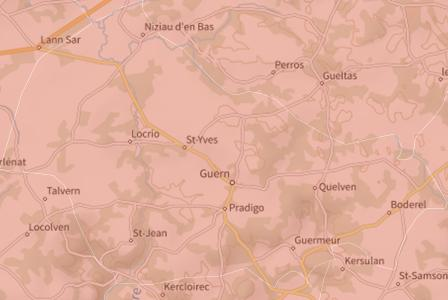 Niziau d'en Bas
Lann Sar
Perros
Gueltas
Locrio
St-Yves
Guern
Talvern
Quelven
Pradigo
Boderel
Locolven
St-Jean
Guermeur
Kersulan
St-Samson
Kercloirec